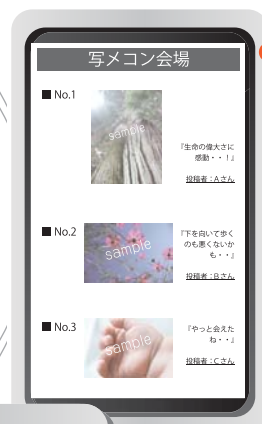 写メコン会場
■ No.1
sample
『生命の偉大さに
感動・・！』
投稿者：Aさん
■ No.2
sample
『下を向いて歩く
のも悪くないか
も・・』
投稿者：Bさん
■ No.3
sample
『やっと会えた
ね・・』
投稿者：Cさん